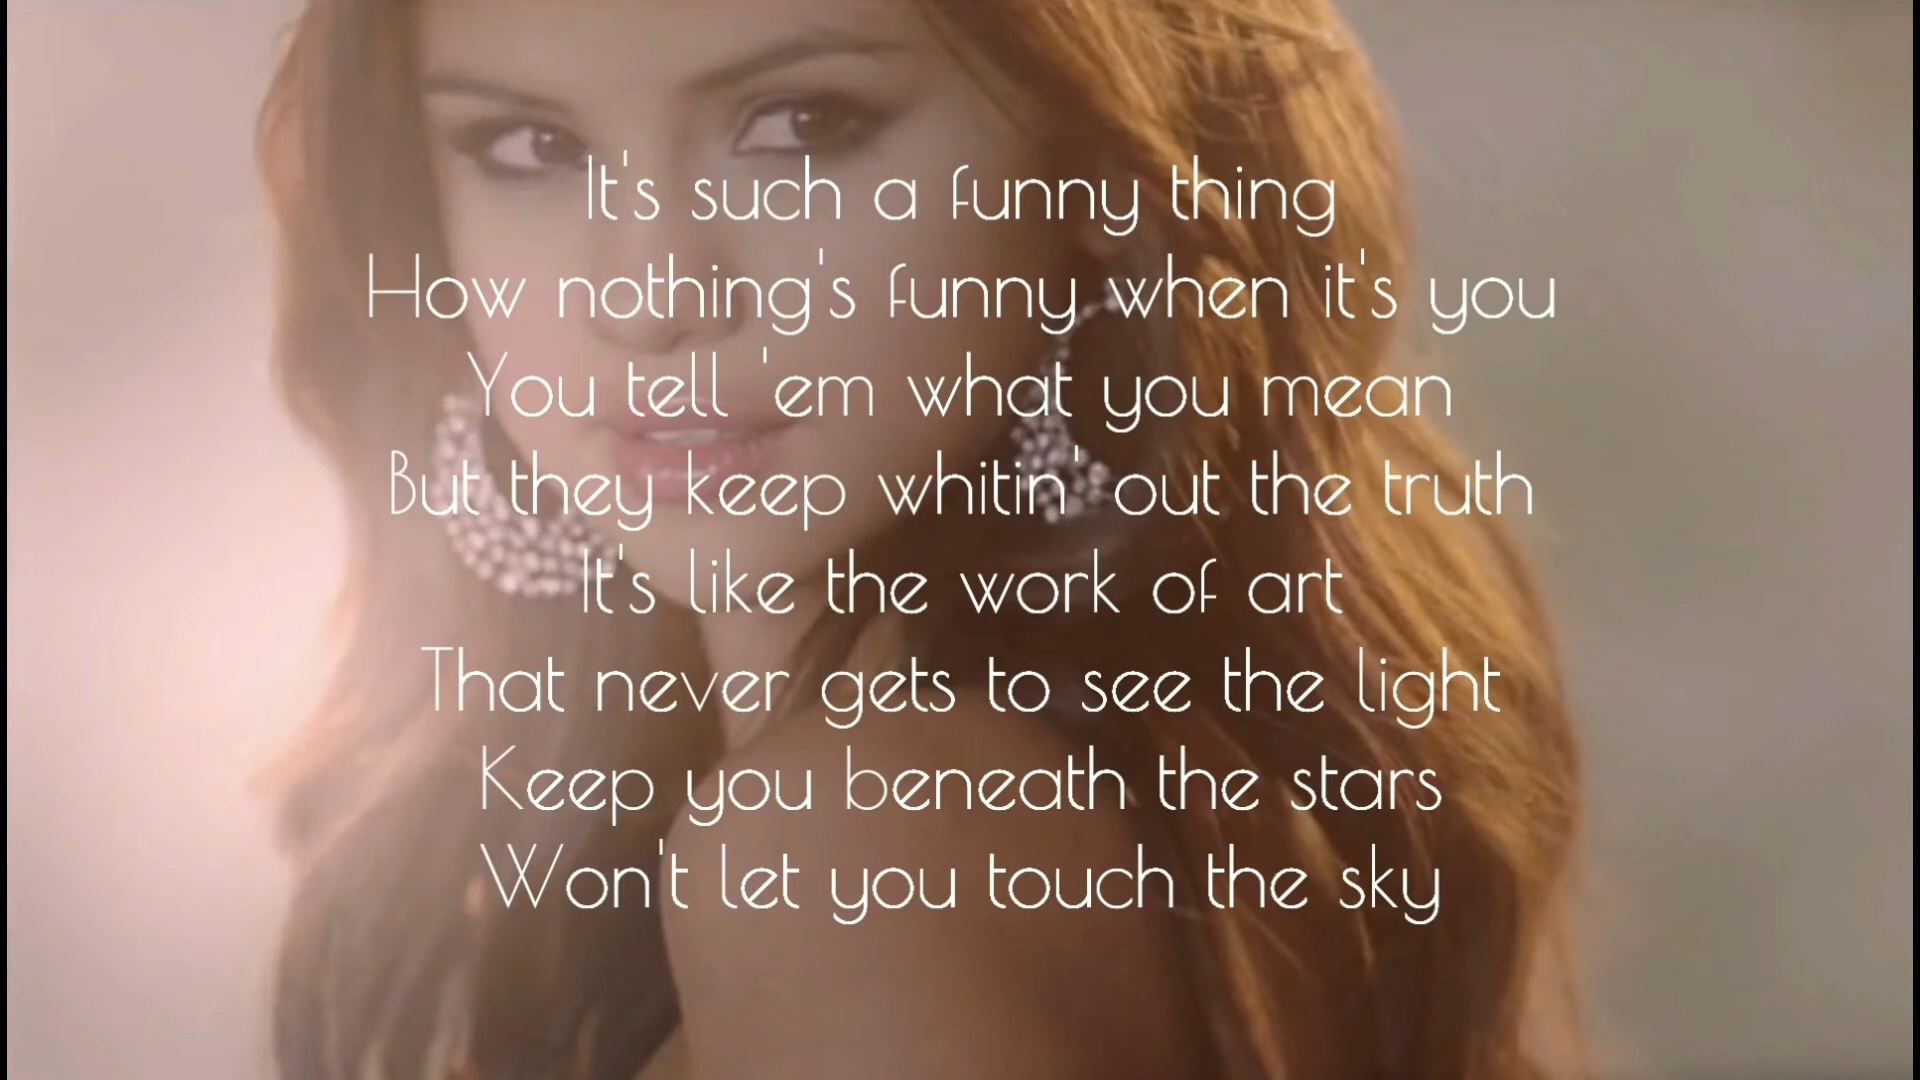 It's such a funny thing
How nothing's funny when it's you
You tell 'em what you mean
But they keep whitin' out the truth
It's like the work of art
That never gets to see the light
Keep you beneath the stars
Won't let you touch the sky